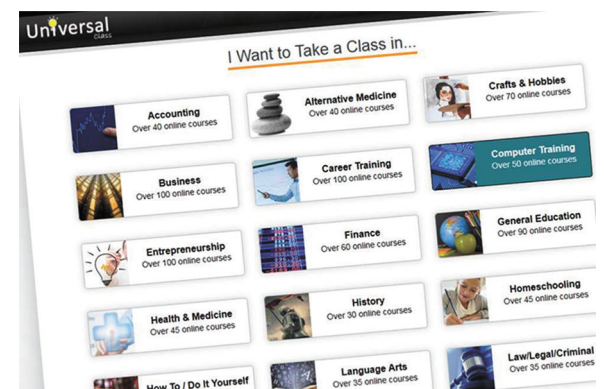 Universal
Class
I Want to Take a Class in...
Accounting
Over 40 online courses
Alternative Medicine
Over 40 online courses
Crafts & Hobbies
Over 70 online courses
Business
Over 100 online courses
Career Training
Over 100 online courses
Computer Training
Over 50 online courses
Entrepreneurship
Over 100 online courses
Finance
Over 60 online courses
General Education
Over 90 online courses
Health & Medicine
Over 45 online courses
History
Over 30 online courses
Homeschooling
Over 45 online courses
How To / Do It Yourself
Language Arts
Over 35 online courses
Law/Legal/Criminal
Over 35 online courses